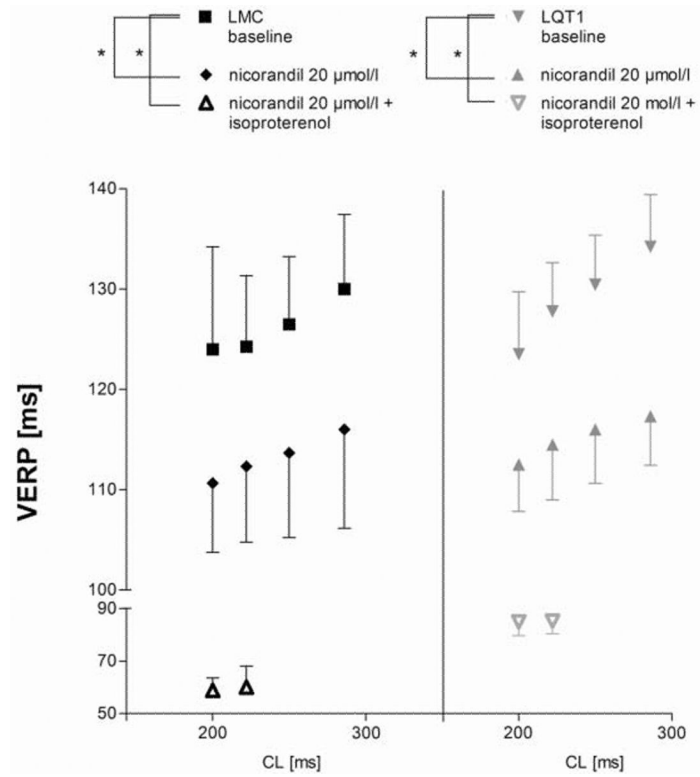 LMC
baseline
nicorandil 20 µmol/l
nicorandil 20 µmol/l +
isoproterenol
*
*
LQT1
baseline
nicorandil 20 µmol/l
nicorandil 20 mol/l +
isoproterenol
*
*
VERP [ms]
140
130
120
110
100
90
70
50
200
300
CL [ms]
200
300
CL [ms]